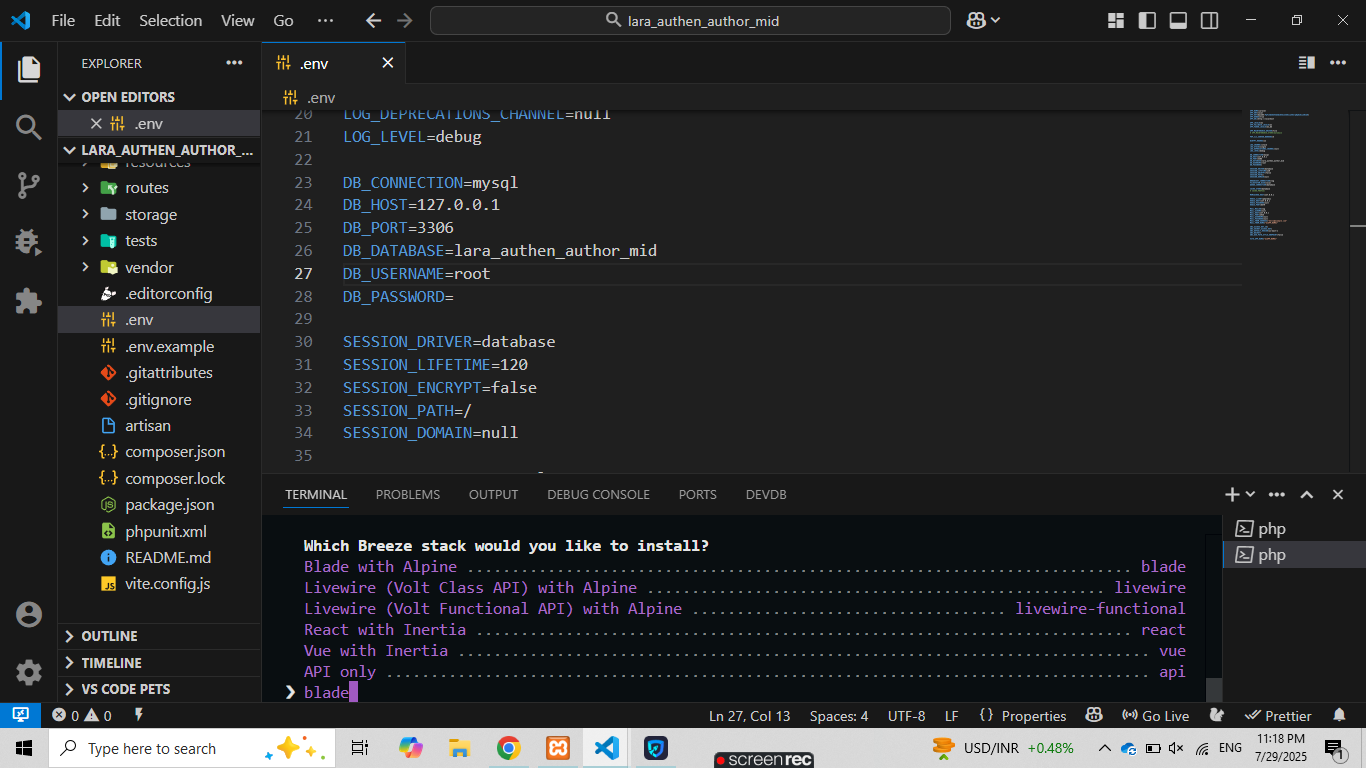 File Edit Selection View Go ··· lara_authen_author_mid
EXPLORER
OPEN EDITORS
.env
LARA_AUTHEN_AUTHOR_...
resources
routes
storage
tests
vendor
.editorconfig
.env
.env.example
.gitattributes
.gitignore
artisan
composer.json
composer.lock
package.json
phpunit.xml
README.md
vite.config.js
OUTLINE
TIMELINE
VS CODE PETS
.env
.env
20 LOG_DEPRECATIONS_CHANNEL=null
21 LOG_LEVEL=debug
22
23 DB_CONNECTION=mysql
24 DB_HOST=127.0.0.1
25 DB_PORT=3306
26 DB_DATABASE=lara_authen_author_mid
27 DB_USERNAME=root
28 DB_PASSWORD=
29
30 SESSION_DRIVER=database
31 SESSION_LIFETIME=120
32 SESSION_ENCRYPT=false
33 SESSION_PATH=/
34 SESSION_DOMAIN=null
35
TERMINAL PROBLEMS OUTPUT DEBUG CONSOLE PORTS DEVDB
Which Breeze stack would you like to install?
Blade with Alpine ........................................................................... blade
Livewire (Volt Class API) with Alpine ................................................... livewire
Livewire (Volt Functional API) with Alpine ................................... livewire-functional
React with Inertia ......................................................................... react
Vue with Inertia ............................................................................. vue
API only ..................................................................................... api
❯ blade
php
php
0 0 Ln 27, Col 13 Spaces: 4 UTF-8 LF {} Properties Go Live Prettier
Type here to search USD/INR +0.48% ENG 11:18 PM
7/29/2025
1
screenrec